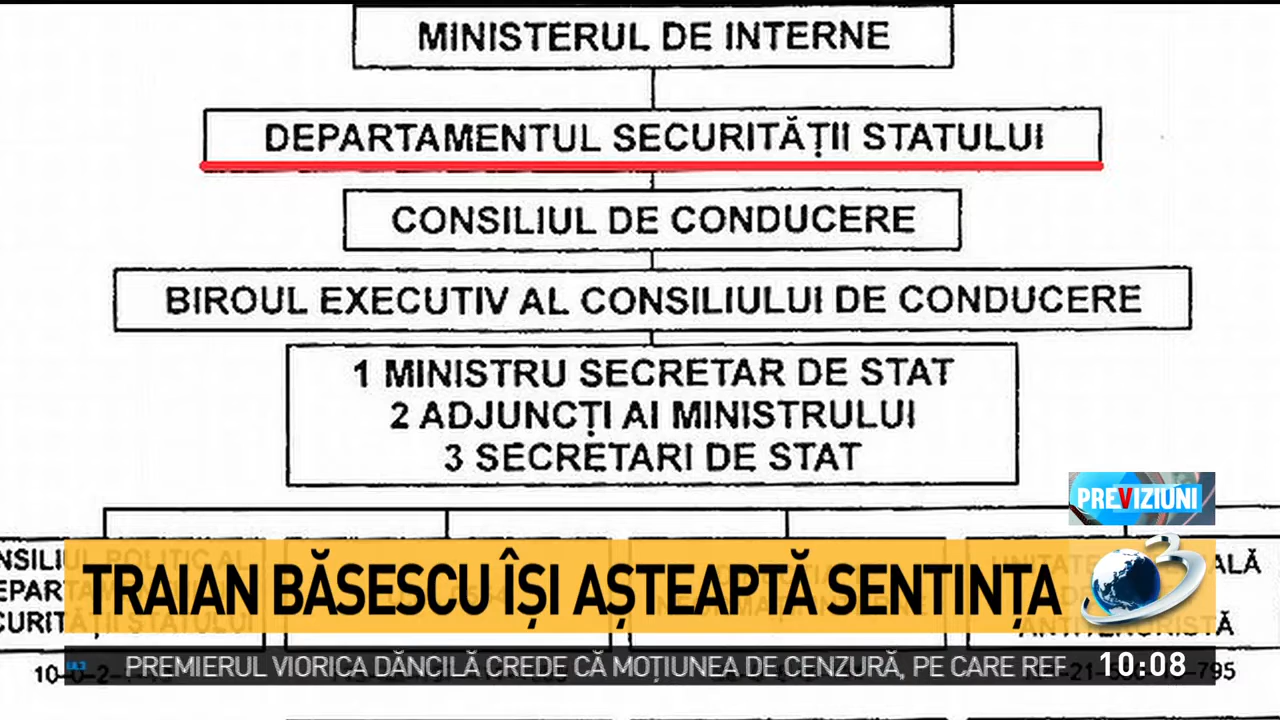 MINISTERUL DE INTERNE
DEPARTAMENTUL SECURITĂȚII STATULUI
CONSILIUL DE CONDUCERE
BIROUL EXECUTIV AL CONSILIULUI DE CONDUCERE
1 MINISTRU SECRETAR DE STAT
2 ADJUNCȚI AI MINISTRULUI
3 SECRETARI DE STAT
PREVIZIUNI
TRAIAN BĂSESCU ÎȘI AȘTEAPTĂ SENTINȚA
3
PREMIERUL VIORICA DĂNCILĂ CREDE CĂ MOȚIUNEA DE CENZURĂ, PE CARE REF
10:08